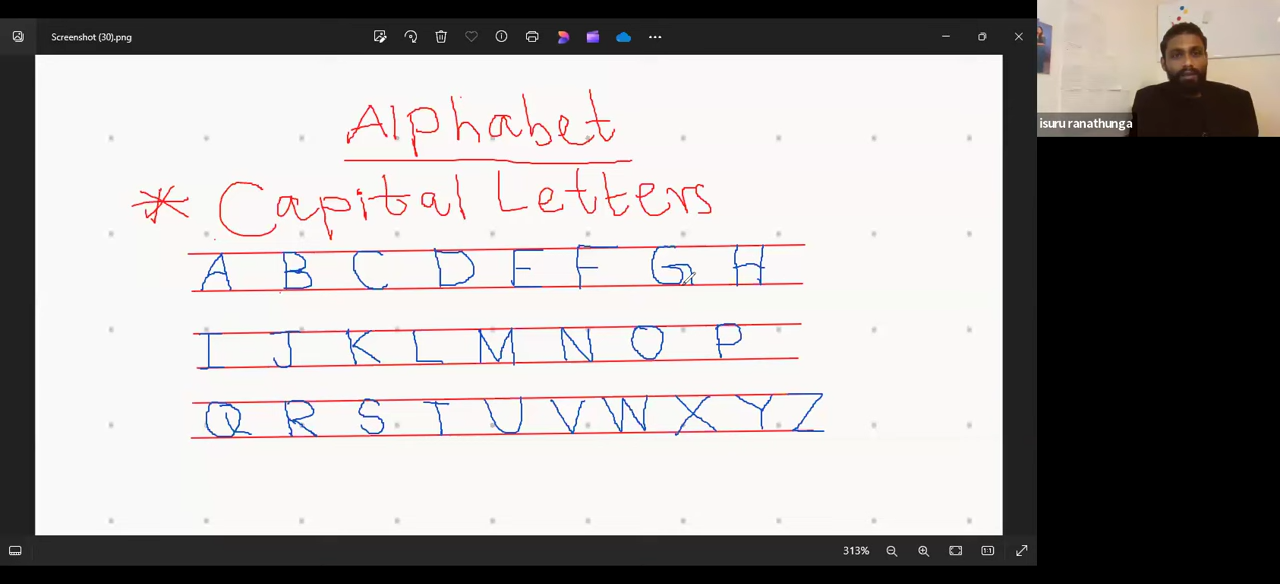 Screenshot (30).png
isuru ranathunga
Alphabet
* Capital Letters
A B C D E F G H
I J K L M N O P
Q R S T U V W X Y Z
313%